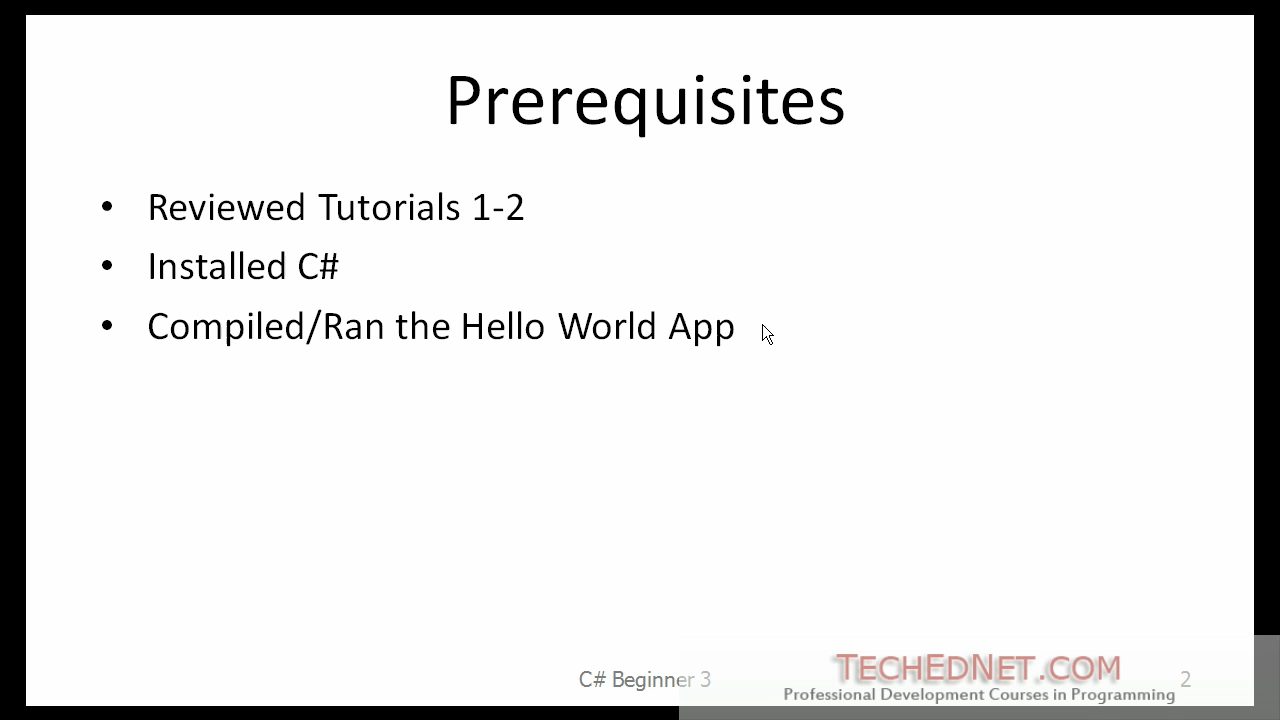 Prerequisites
• Reviewed Tutorials 1-2
• Installed C#
• Compiled/Ran the Hello World App
C# Beginner 3
TECHEDNET.COM
Professional Development Courses in Programming
2